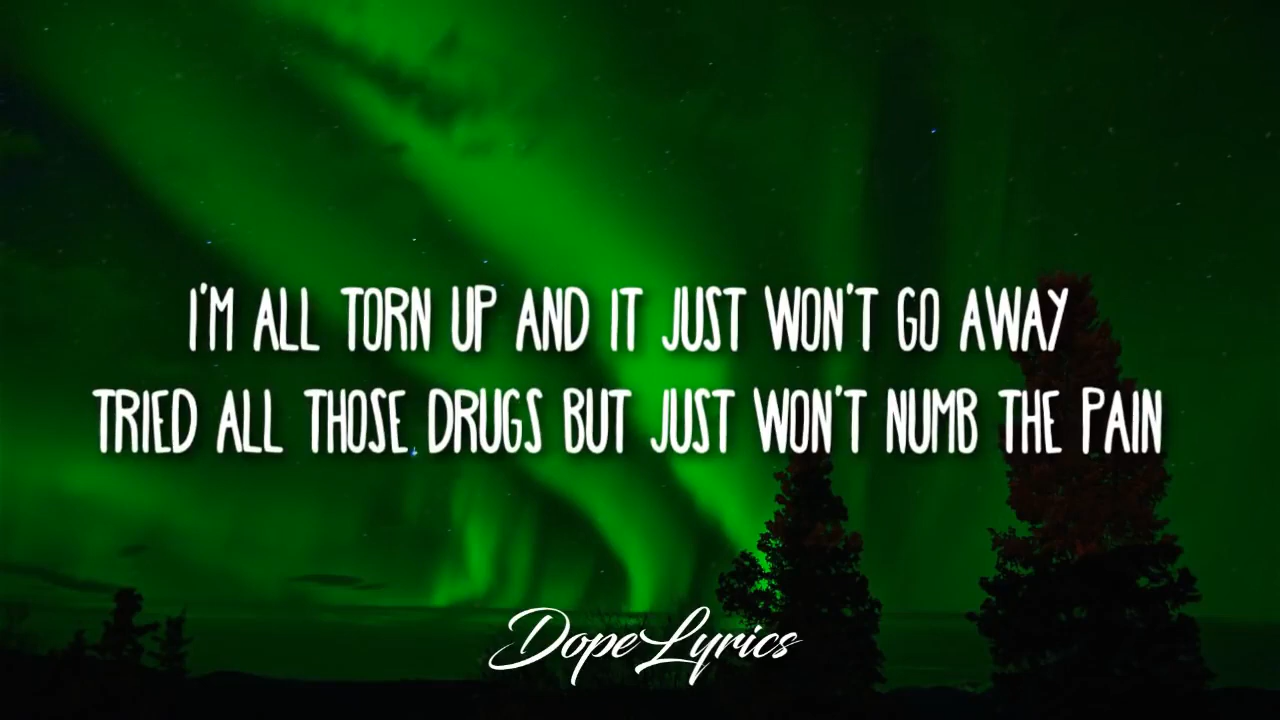 I'M ALL TORN UP AND IT JUST WON'T GO AWAY
TRIED ALL THOSE DRUGS BUT JUST WON'T NUMB THE PAIN
DopeLyrics